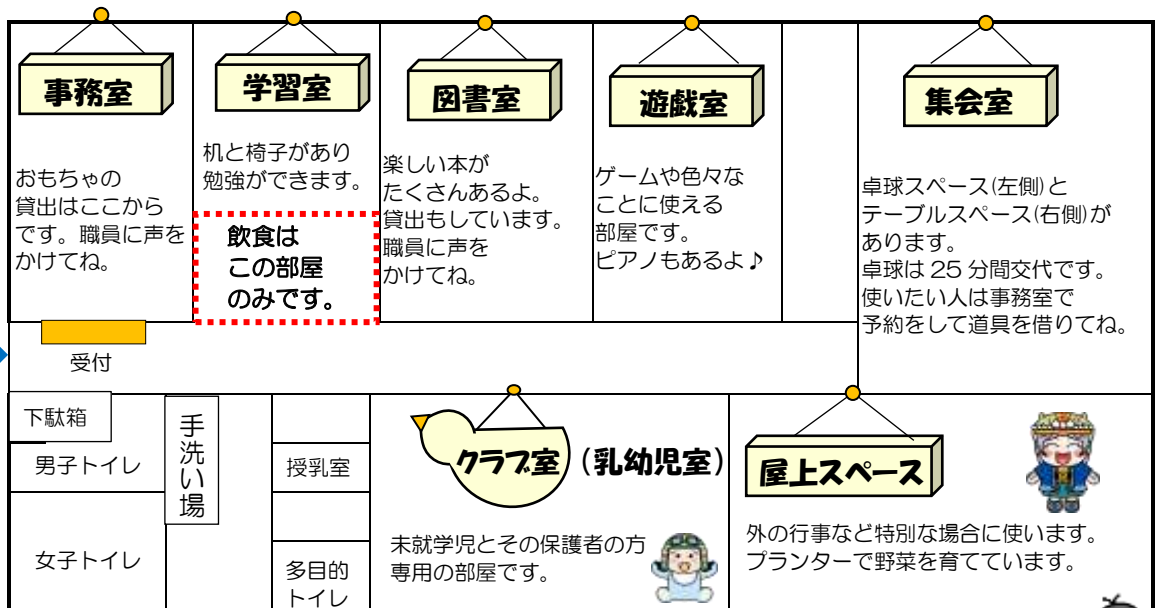 事務室
おもちゃの
貸出はここから
です。職員に声を
かけてね。
学習室
机と椅子があり
勉強ができます。
飲食は
この部屋
のみです。
図書室
楽しい本が
たくさんあるよ。
貸出もしています。
職員に声を
かけてね。
遊戯室
ゲームや色々な
ことに使える
部屋です。
ピアノもあるよ♪
集会室
卓球スペース(左側)と
テーブルスペース(右側)が
あります。
卓球は 25 分間交代です。
使いたい人は事務室で
予約をして道具を借りてね。
受付
下駄箱
男子トイレ
女子トイレ
手洗い場
授乳室
多目的
トイレ
クラブ室(乳幼児室)
未就学児とその保護者の方
専用の部屋です。
屋上スペース
外の行事など特別な場合に使います。
プランターで野菜を育てています。